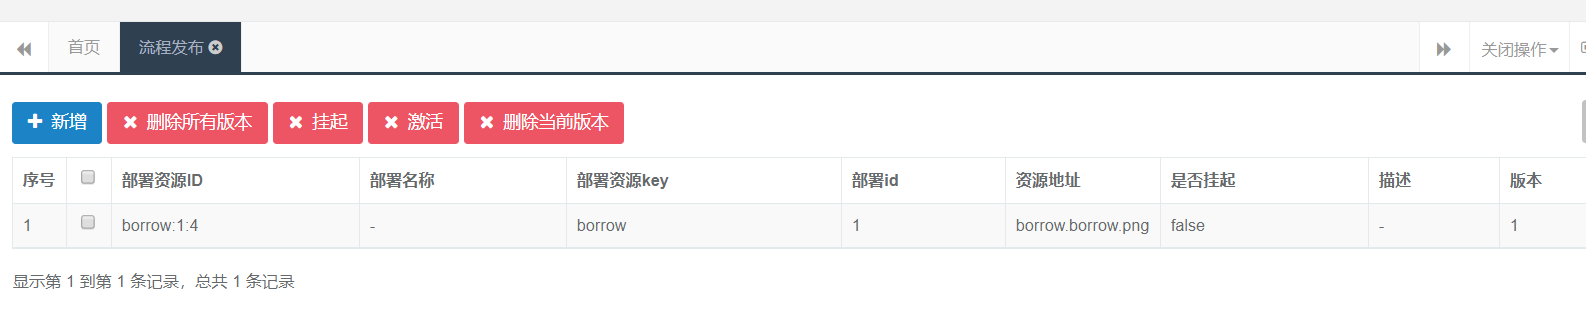 首页 流程发布 关闭操作
新增 删除所有版本 挂起 激活 删除当前版本
序号 部署资源ID 部署名称 部署资源key 部署id 资源地址 是否挂起 描述 版本
1 borrow:1:4 - borrow 1 borrow.borrow.png false - 1
显示第 1 到第 1 条记录，总共 1 条记录